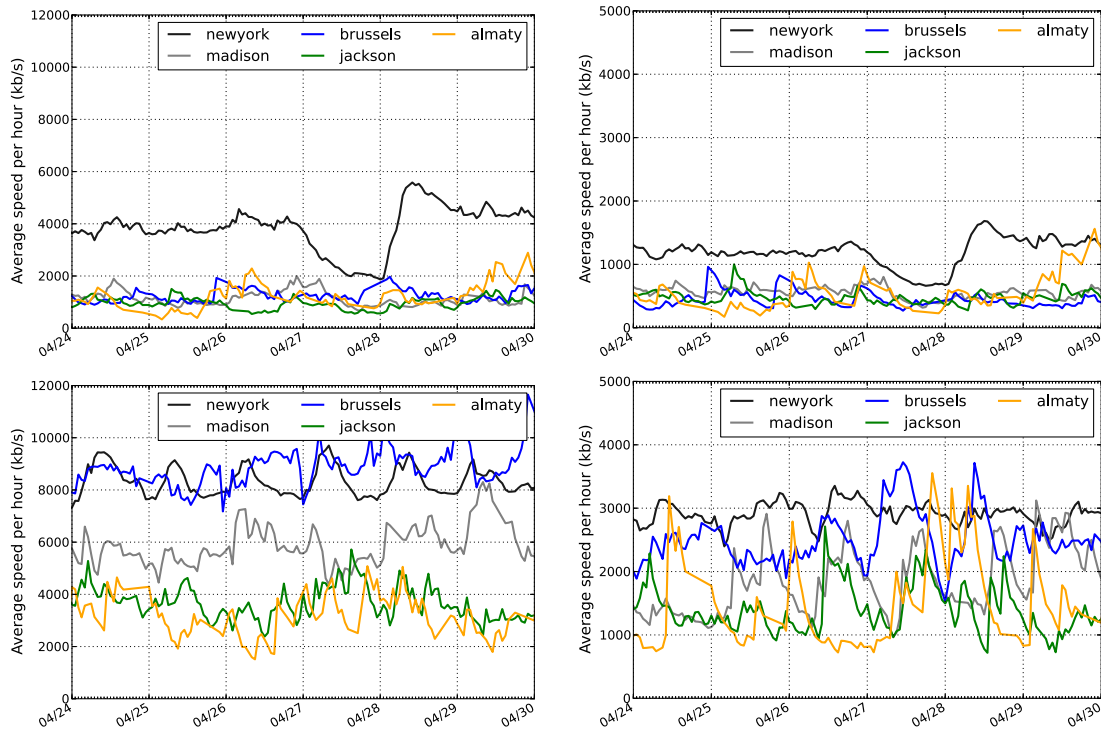 12000
10000
8000
6000
4000
2000
0
Average speed per hour (kb/s)
newyork brussels almaty
madison jackson
04/24 04/25 04/26 04/27 04/28 04/29 04/30
5000
4000
3000
2000
1000
0
Average speed per hour (kb/s)
newyork brussels almaty
madison jackson
04/24 04/25 04/26 04/27 04/28 04/29 04/30
12000
10000
8000
6000
4000
2000
0
Average speed per hour (kb/s)
newyork brussels almaty
madison jackson
04/24 04/25 04/26 04/27 04/28 04/29 04/30
5000
4000
3000
2000
1000
0
Average speed per hour (kb/s)
newyork brussels almaty
madison jackson
04/24 04/25 04/26 04/27 04/28 04/29 04/30